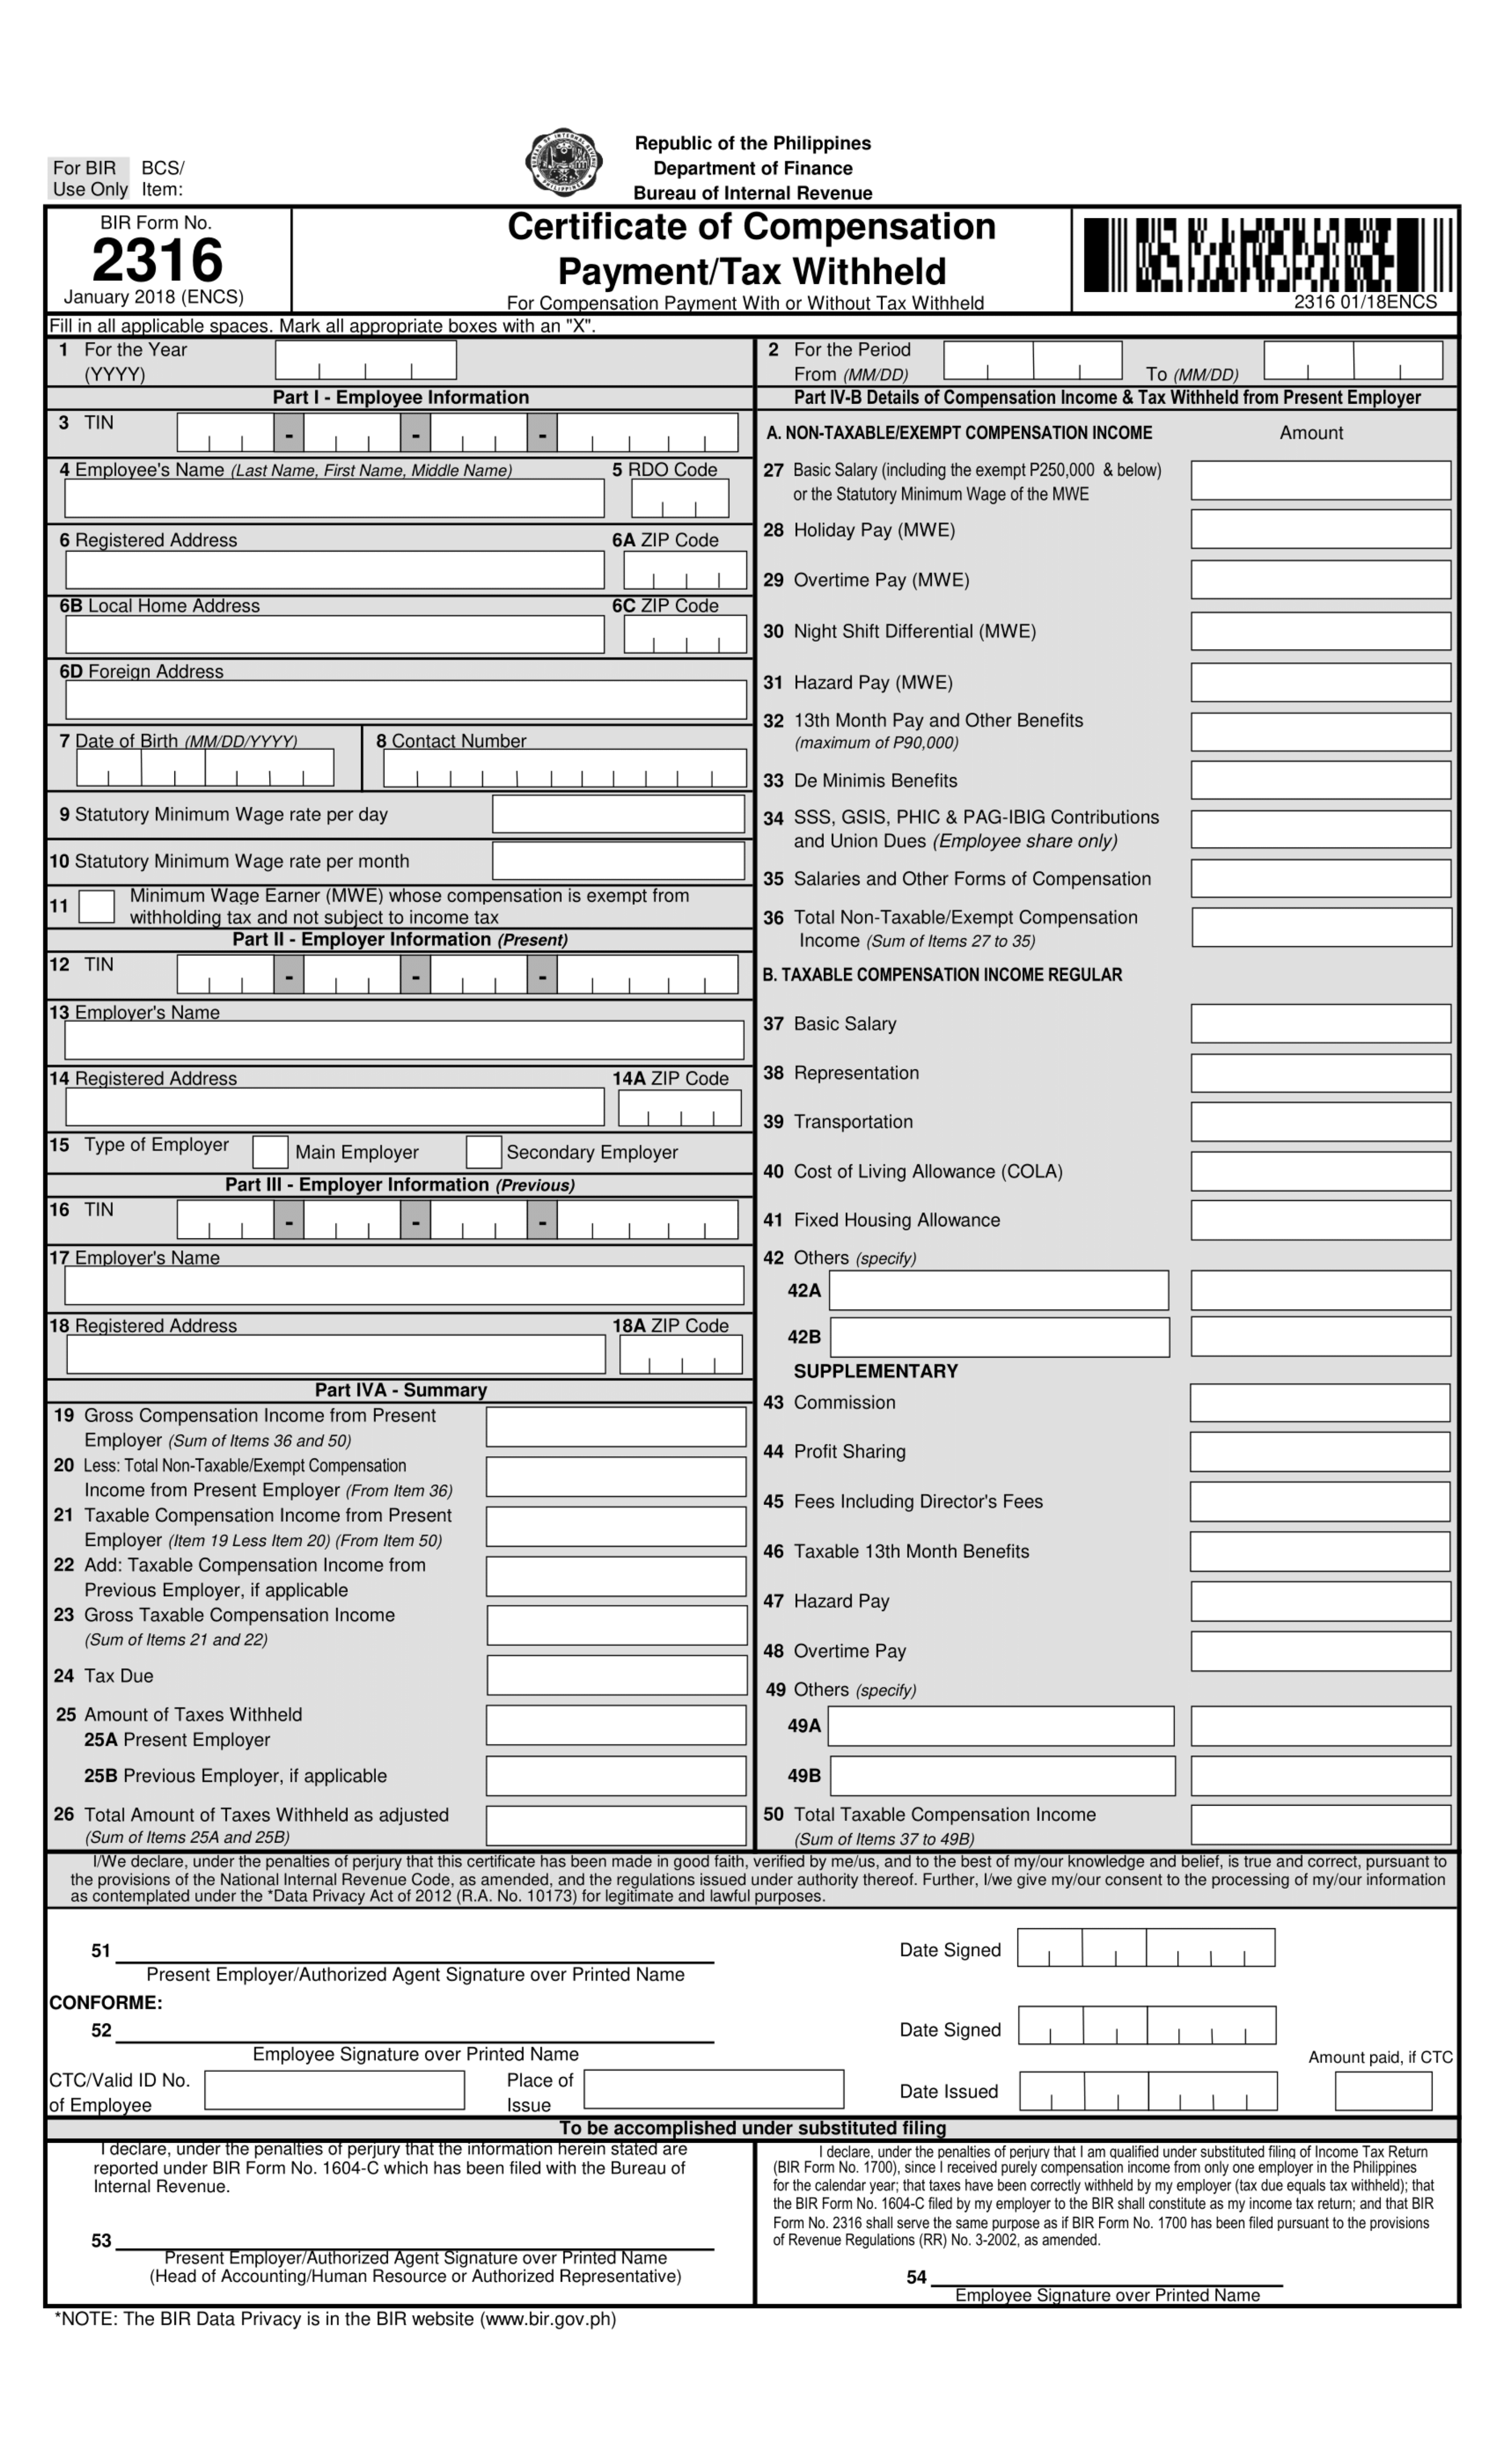 For BIR BCS/
Use Only Item:
Republic of the Philippines
Department of Finance
Bureau of Internal Revenue
BIR Form No.
2316
January 2018 (ENCS)
Certificate of Compensation
Payment/Tax Withheld
For Compensation Payment With or Without Tax Withheld
2316 01/18ENCS
Fill in all applicable spaces. Mark all appropriate boxes with an "X".
1 For the Year
(YYYY)
2 For the Period
From (MM/DD) To (MM/DD)
Part I - Employee Information
3 TIN - - -
4 Employee's Name (Last Name, First Name, Middle Name) 5 RDO Code
6 Registered Address 6A ZIP Code
6B Local Home Address 6C ZIP Code
6D Foreign Address
7 Date of Birth (MM/DD/YYYY) 8 Contact Number
9 Statutory Minimum Wage rate per day
10 Statutory Minimum Wage rate per month
11 Minimum Wage Earner (MWE) whose compensation is exempt from
withholding tax and not subject to income tax
Part II - Employer Information (Present)
12 TIN - - -
13 Employer's Name
14 Registered Address 14A ZIP Code
15 Type of Employer Main Employer Secondary Employer
Part III - Employer Information (Previous)
16 TIN - - -
17 Employer's Name
18 Registered Address 18A ZIP Code
Part IVA - Summary
19 Gross Compensation Income from Present
Employer (Sum of Items 36 and 50)
20 Less: Total Non-Taxable/Exempt Compensation
Income from Present Employer (From Item 36)
21 Taxable Compensation Income from Present
Employer (Item 19 Less Item 20) (From Item 50)
22 Add: Taxable Compensation Income from
Previous Employer, if applicable
23 Gross Taxable Compensation Income
(Sum of Items 21 and 22)
24 Tax Due
25 Amount of Taxes Withheld
25A Present Employer
25B Previous Employer, if applicable
26 Total Amount of Taxes Withheld as adjusted
(Sum of Items 25A and 25B)
Part IV-B Details of Compensation Income & Tax Withheld from Present Employer
A. NON-TAXABLE/EXEMPT COMPENSATION INCOME Amount
27 Basic Salary (including the exempt P250,000 & below)
or the Statutory Minimum Wage of the MWE
28 Holiday Pay (MWE)
29 Overtime Pay (MWE)
30 Night Shift Differential (MWE)
31 Hazard Pay (MWE)
32 13th Month Pay and Other Benefits
(maximum of P90,000)
33 De Minimis Benefits
34 SSS, GSIS, PHIC & PAG-IBIG Contributions
and Union Dues (Employee share only)
35 Salaries and Other Forms of Compensation
36 Total Non-Taxable/Exempt Compensation
Income (Sum of Items 27 to 35)
B. TAXABLE COMPENSATION INCOME REGULAR
37 Basic Salary
38 Representation
39 Transportation
40 Cost of Living Allowance (COLA)
41 Fixed Housing Allowance
42 Others (specify)
42A
42B
SUPPLEMENTARY
43 Commission
44 Profit Sharing
45 Fees Including Director's Fees
46 Taxable 13th Month Benefits
47 Hazard Pay
48 Overtime Pay
49 Others (specify)
49A
49B
50 Total Taxable Compensation Income
(Sum of Items 37 to 49B)
I/We declare, under the penalties of perjury that this certificate has been made in good faith, verified by me/us, and to the best of my/our knowledge and belief, is true and correct, pursuant to
the provisions of the National Internal Revenue Code, as amended, and the regulations issued under authority thereof. Further, I/we give my/our consent to the processing of my/our information
as contemplated under the *Data Privacy Act of 2012 (R.A. No. 10173) for legitimate and lawful purposes.
51 Date Signed
Present Employer/Authorized Agent Signature over Printed Name
CONFORME:
52 Date Signed
Employee Signature over Printed Name
Amount paid, if CTC
CTC/Valid ID No. Place of Date Issued
of Employee Issue
To be accomplished under substituted filing
I declare, under the penalties of perjury that the information herein stated are
reported under BIR Form No. 1604-C which has been filed with the Bureau of
Internal Revenue.
53
Present Employer/Authorized Agent Signature over Printed Name
(Head of Accounting/Human Resource or Authorized Representative)
I declare, under the penalties of perjury that I am qualified under substituted filing of Income Tax Return
(BIR Form No. 1700), since I received purely compensation income from only one employer in the Philippines
for the calendar year; that taxes have been correctly withheld by my employer (tax due equals tax withheld); that
the BIR Form No. 1604-C filed by my employer to the BIR shall constitute as my income tax return; and that BIR
Form No. 2316 shall serve the same purpose as if BIR Form No. 1700 has been filed pursuant to the provisions
of Revenue Regulations (RR) No. 3-2002, as amended.
54
Employee Signature over Printed Name
*NOTE: The BIR Data Privacy is in the BIR website (www.bir.gov.ph)